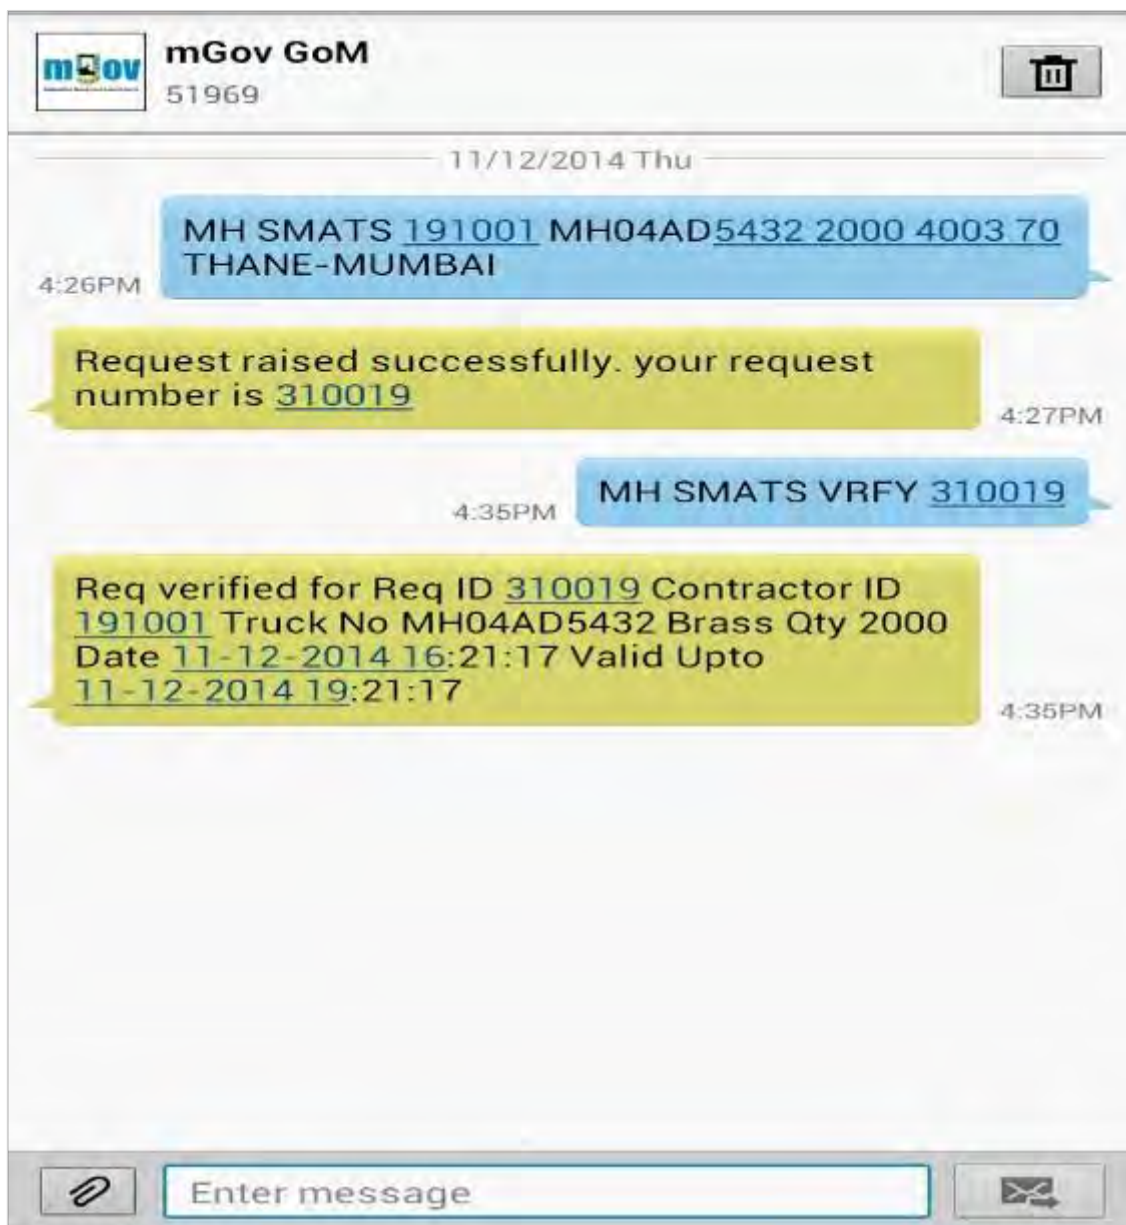 mGov
mGov GoM
51969
11/12/2014 Thu
MH SMATS 191001 MH04AD5432 2000 4003 70
THANE-MUMBAI
4:26PM
Request raised successfully. your request
number is 310019
4:27PM
MH SMATS VRFY 310019
4:35PM
Req verified for Req ID 310019 Contractor ID
191001 Truck No MH04AD5432 Brass Qty 2000
Date 11-12-2014 16:21:17 Valid Upto
11-12-2014 19:21:17
4:35PM
Enter message